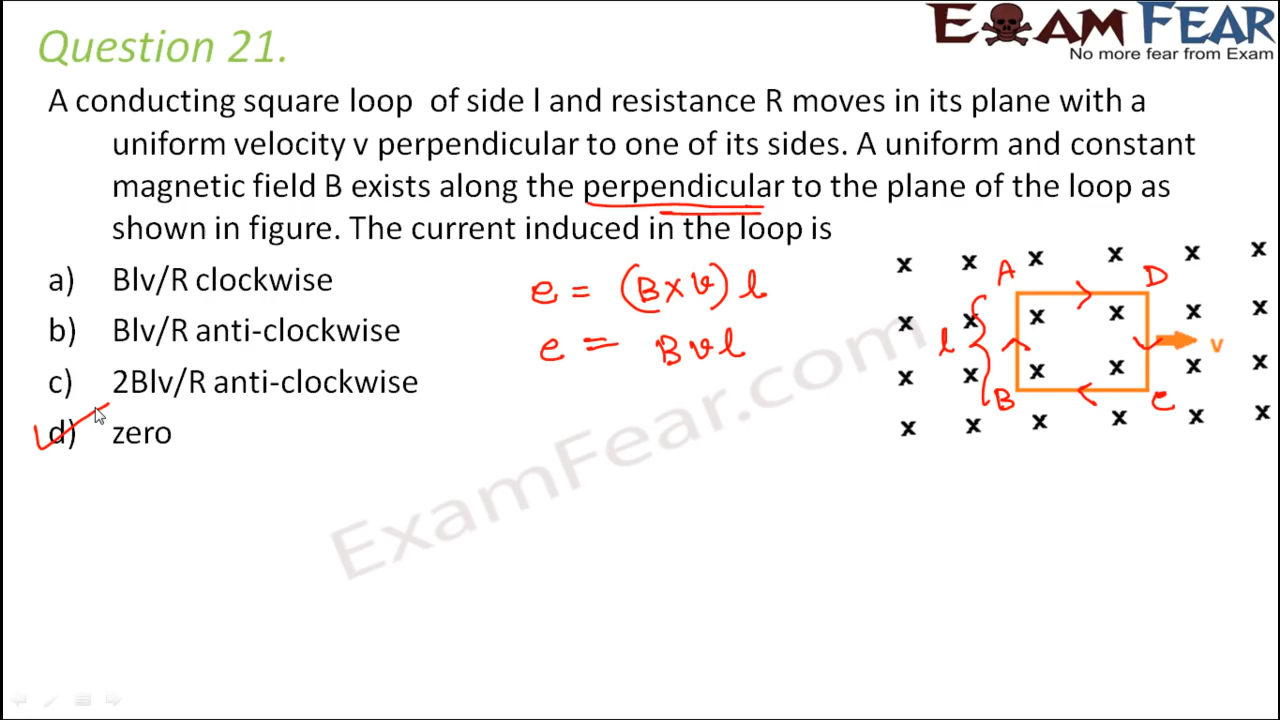 EXAM FEAR
No more fear from Exam
Question 21.
A conducting square loop of side l and resistance R moves in its plane with a
uniform velocity v perpendicular to one of its sides. A uniform and constant
magnetic field B exists along the perpendicular to the plane of the loop as
shown in figure. The current induced in the loop is
a) Blv/R clockwise
b) Blv/R anti-clockwise
c) 2Blv/R anti-clockwise
d) zero
e = (B×v) l
e = Bvl
x x x x x x
A D
x x x x x x
l
v
x x x x x x
B C
x x x x x x
ExamFear.com